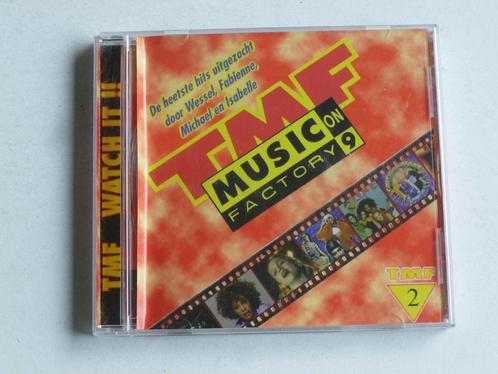 TMF WATCH IT !!
De heetste hits uitgezocht
door Wessel, Fabienne,
Michael en Isabelle
TMF
MUSIC ON
FACTORY 9
TMF
2